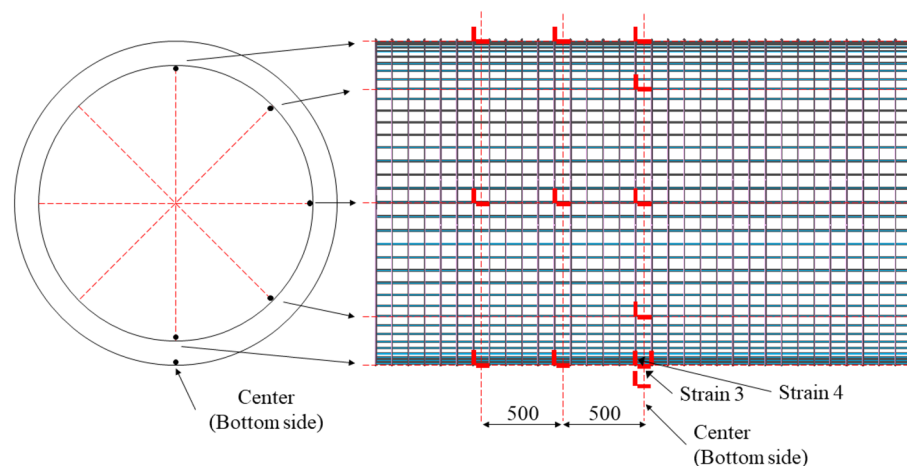 Center
(Bottom side)
500
500
Strain 3
Strain 4
Center
(Bottom side)